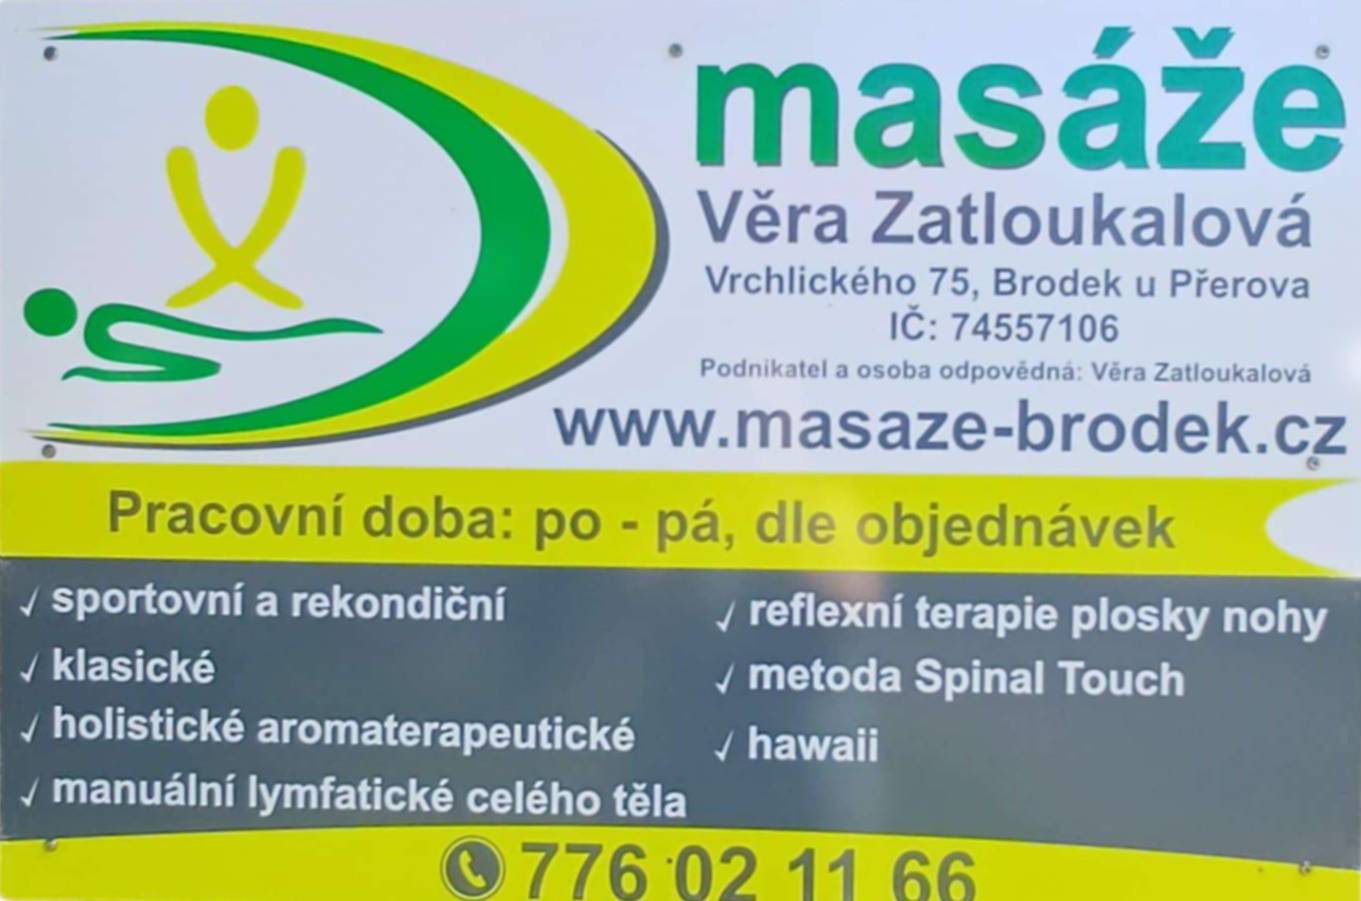 masáže
Věra Zatloukalová
Vrchlického 75, Brodek u Přerova
IČ: 74557106
Podnikatel a osoba odpovědná: Věra Zatloukalová
www.masaze-brodek.cz
Pracovní doba: po - pá, dle objednávek
✓ sportovní a rekondiční
✓ klasické
✓ holistické aromaterapeutické
✓ manuální lymfatické celého těla
✓ reflexní terapie plosky nohy
✓ metoda Spinal Touch
✓ hawaii
776 02 11 66